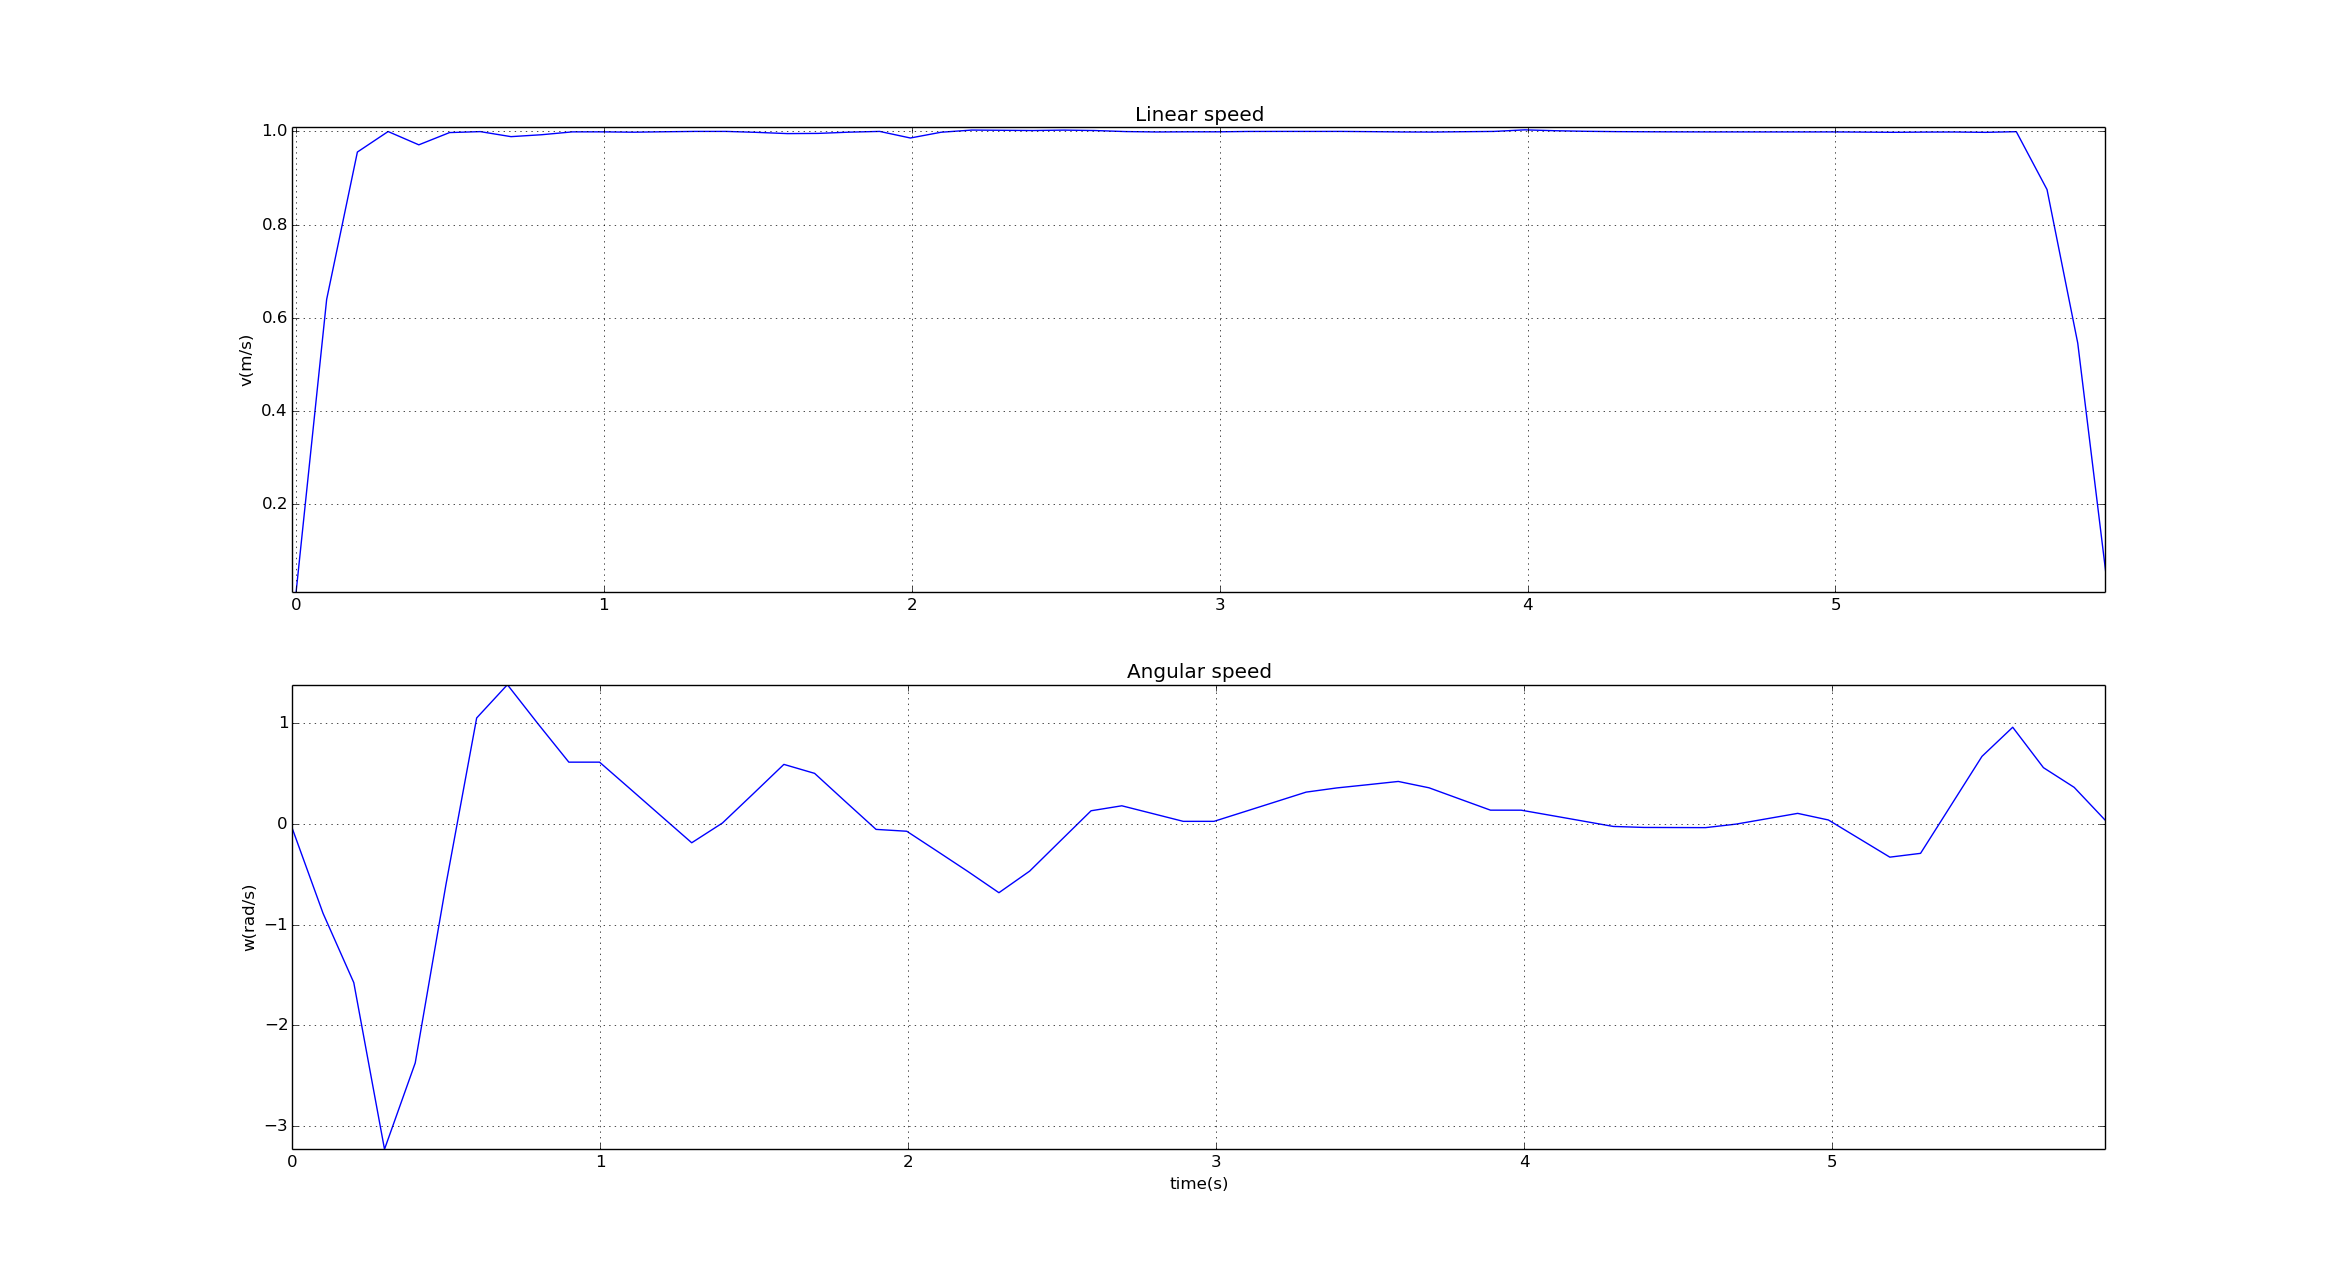 Linear speed
1.0
0.8
0.6
0.4
0.2
v(m/s)
0 1 2 3 4 5
Angular speed
1
0
−1
−2
−3
w(rad/s)
0 1 2 3 4 5
time(s)